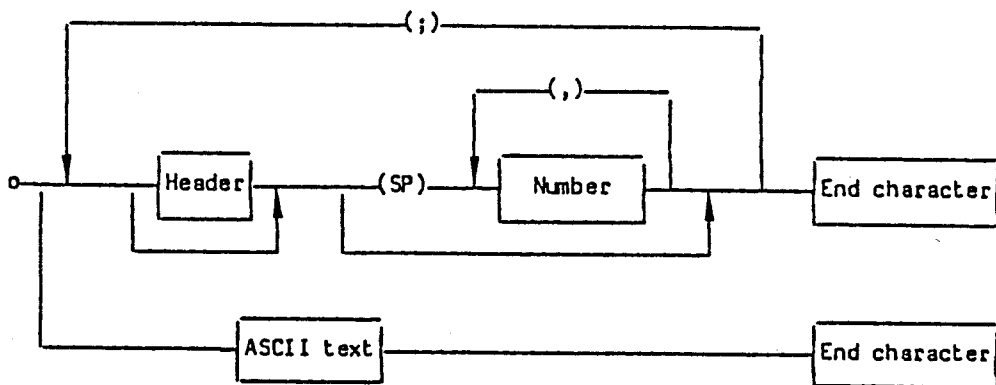 (;)
(,)
Header
(SP)
Number
End character
ASCII text
End character